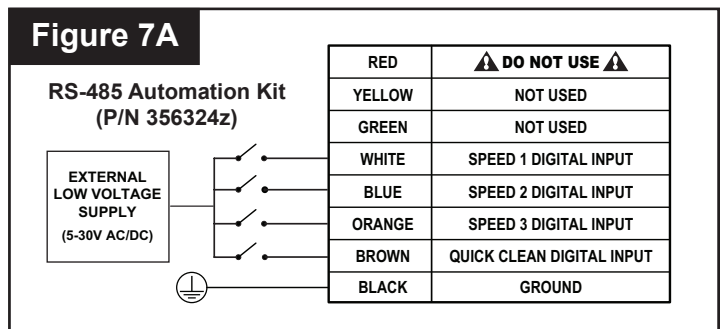 Figure 7A
RS-485 Automation Kit
(P/N 356324z)
EXTERNAL
LOW VOLTAGE
SUPPLY
(5-30V AC/DC)
RED DO NOT USE
YELLOW NOT USED
GREEN NOT USED
WHITE SPEED 1 DIGITAL INPUT
BLUE SPEED 2 DIGITAL INPUT
ORANGE SPEED 3 DIGITAL INPUT
BROWN QUICK CLEAN DIGITAL INPUT
BLACK GROUND